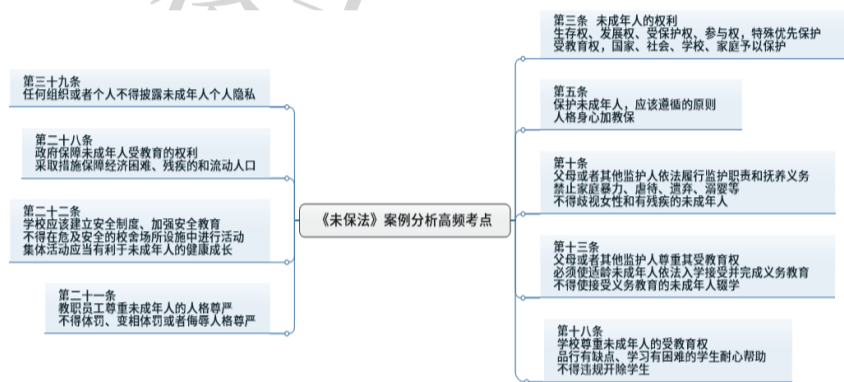 《未保法》案例分析高频考点
第三条 未成年人的权利
生存权、发展权、受保护权、参与权，特殊优先保护
受教育权，国家、社会、学校、家庭予以保护
第五条
保护未成年人，应该遵循的原则
人格身心加教保
第十条
父母或者其他监护人依法履行监护职责和抚养义务
禁止家庭暴力、虐待、遗弃、溺婴等
不得歧视女性和有残疾的未成年人
第十三条
父母或者其他监护人尊重其受教育权
必须使适龄未成年人依法入学接受并完成义务教育
不得使接受义务教育的未成年人辍学
第十八条
学校尊重未成年人的受教育权
品行有缺点、学习有困难的学生耐心帮助
不得违规开除学生
第三十九条
任何组织或者个人不得披露未成年人个人隐私
第二十八条
政府保障未成年人受教育的权利
采取措施保障经济困难、残疾的和流动人口
第二十二条
学校应该建立安全制度、加强安全教育
不得在危及安全的校舍场所设施中进行活动
集体活动应当有利于未成年人的健康成长
第二十一条
教职员工尊重未成年人的人格尊严
不得体罚、变相体罚或者侮辱人格尊严